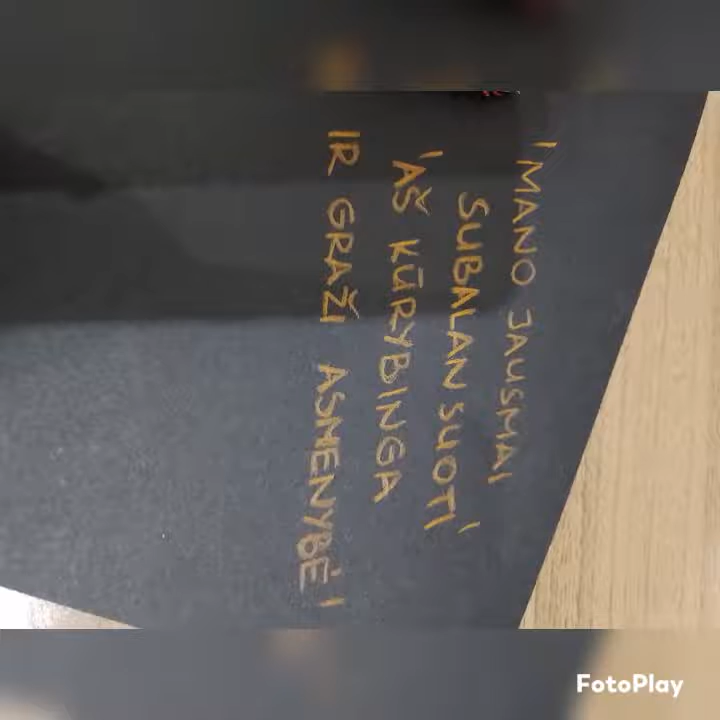 'MANO JAUSMAI
SUBALANSUOTI'
'AŠ KŪRYBINGA
IR GRAŽI ASMENYBĖ'
FotoPlay